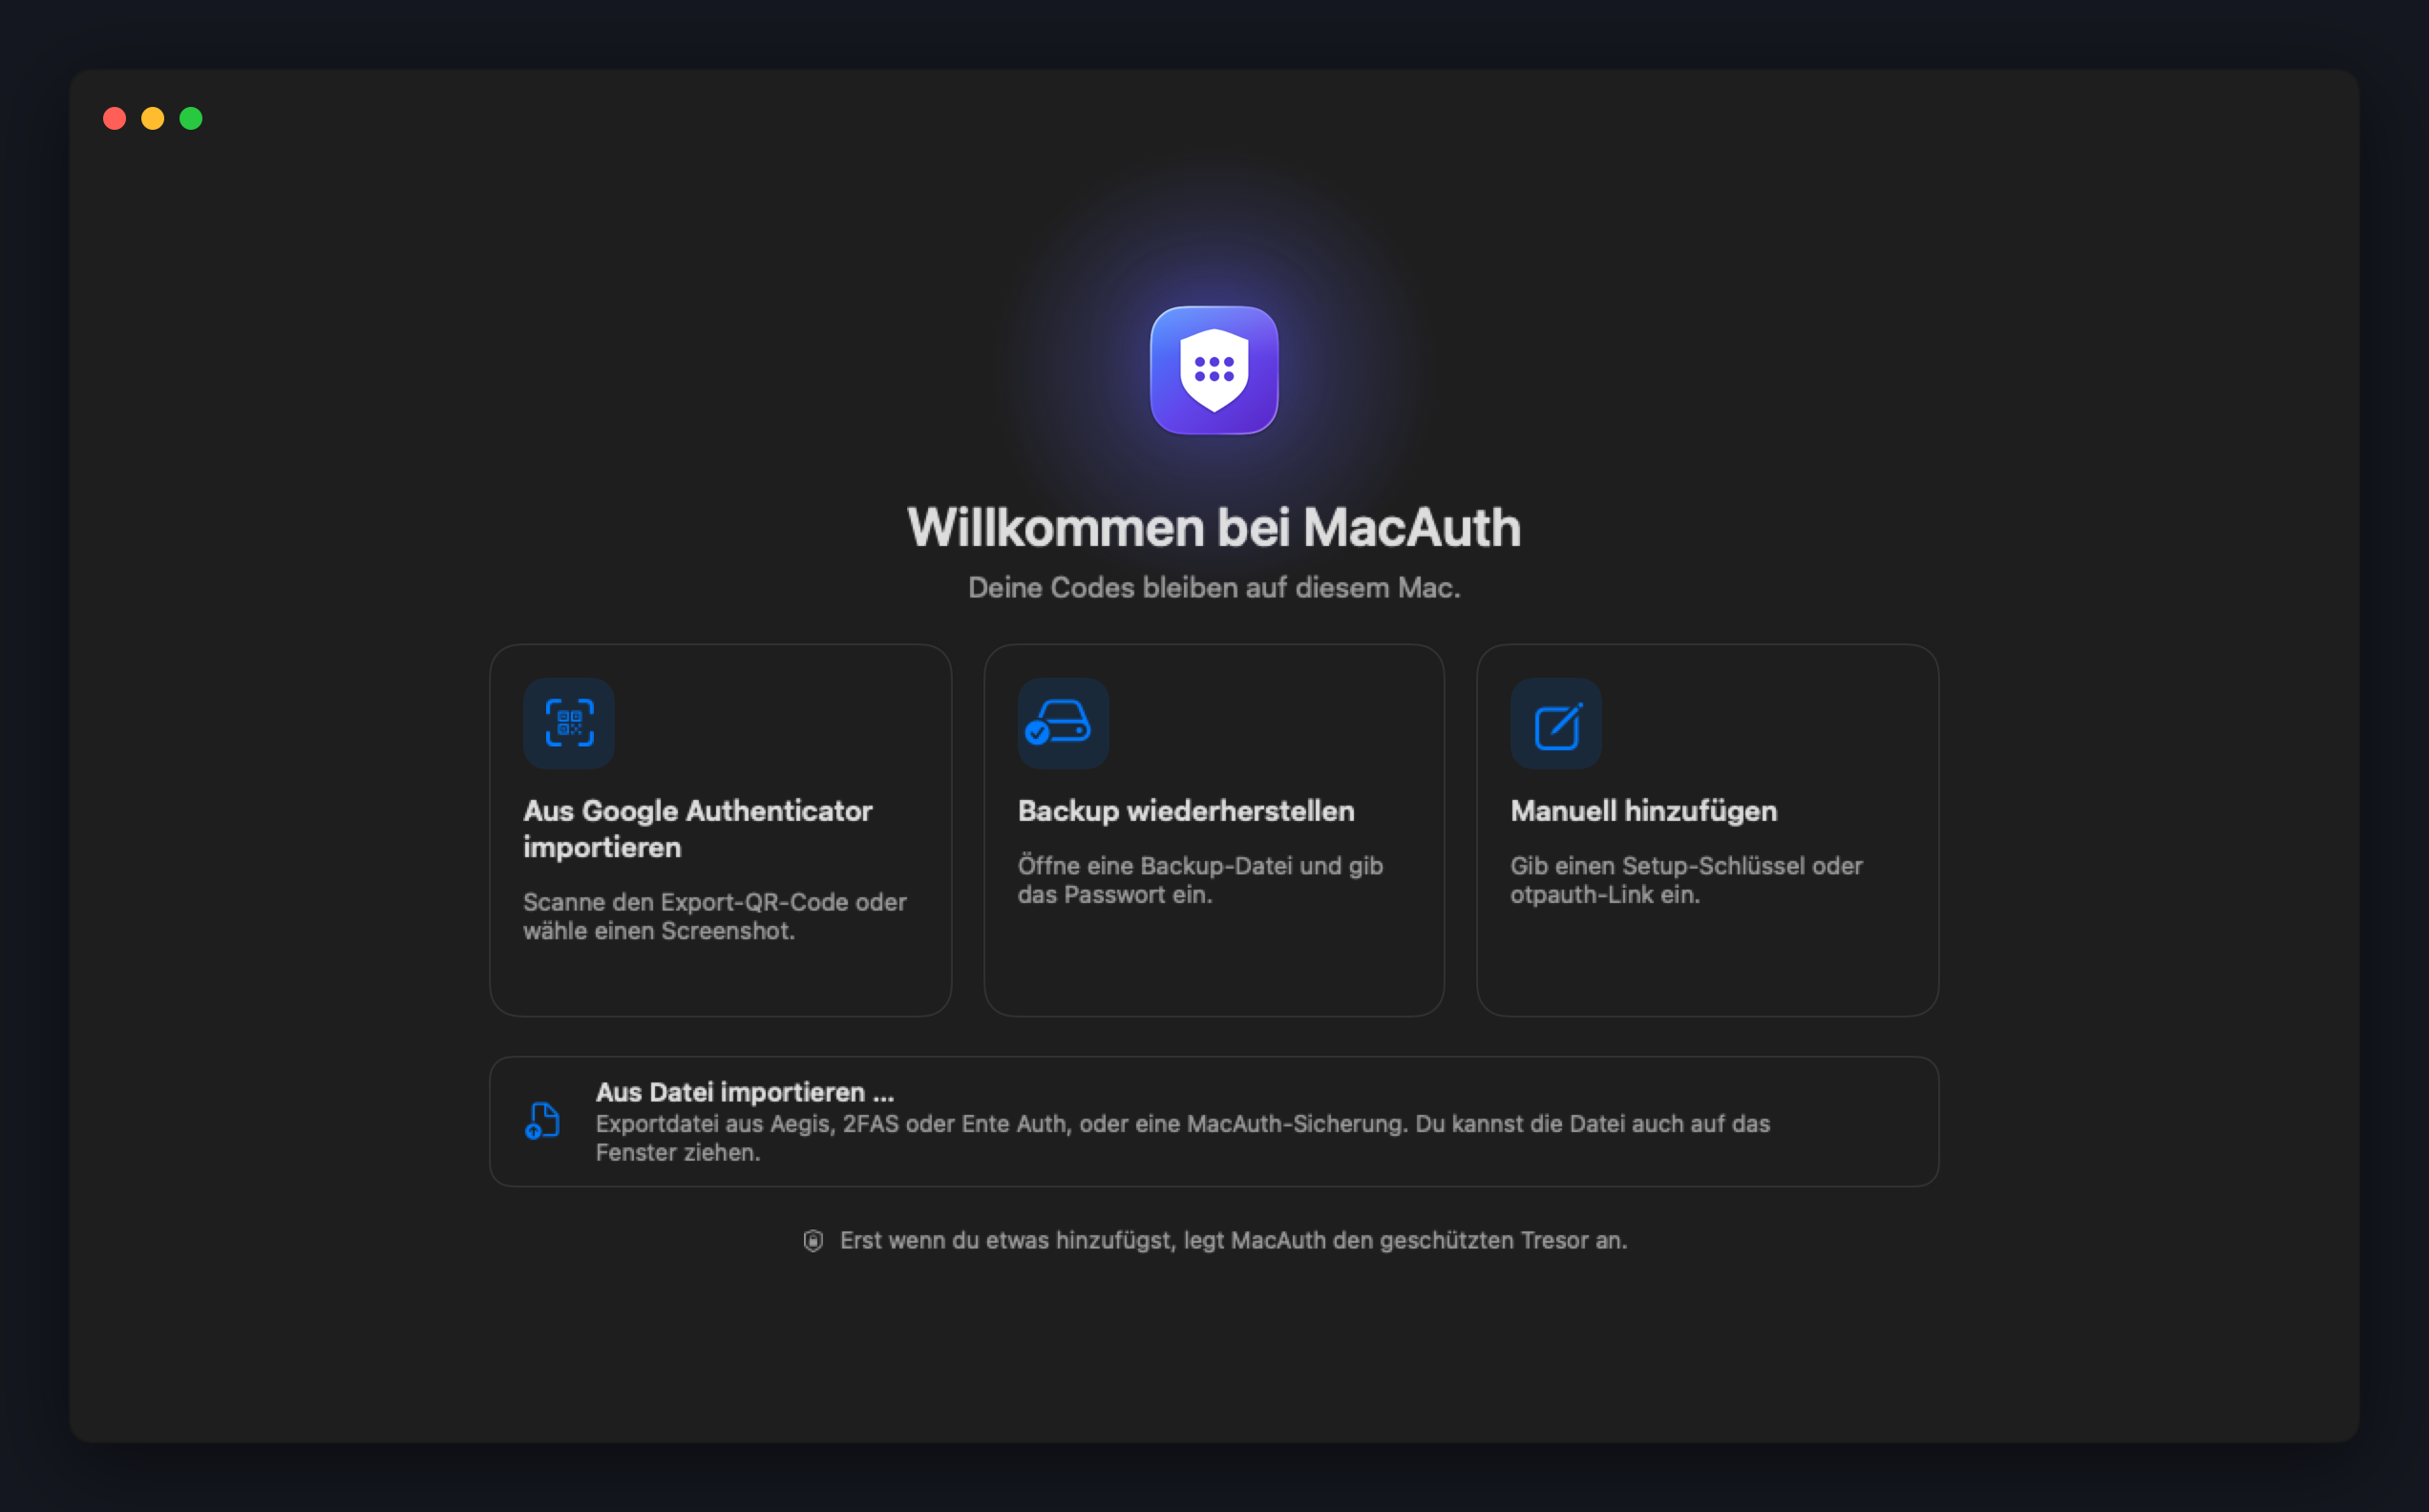 Willkommen bei MacAuth
Deine Codes bleiben auf diesem Mac.
Aus Google Authenticator
importieren
Scanne den Export-QR-Code oder
wähle einen Screenshot.
Backup wiederherstellen
Öffne eine Backup-Datei und gib
das Passwort ein.
Manuell hinzufügen
Gib einen Setup-Schlüssel oder
otpauth-Link ein.
Aus Datei importieren ...
Exportdatei aus Aegis, 2FAS oder Ente Auth, oder eine MacAuth-Sicherung. Du kannst die Datei auch auf das
Fenster ziehen.
Erst wenn du etwas hinzufügst, legt MacAuth den geschützten Tresor an.